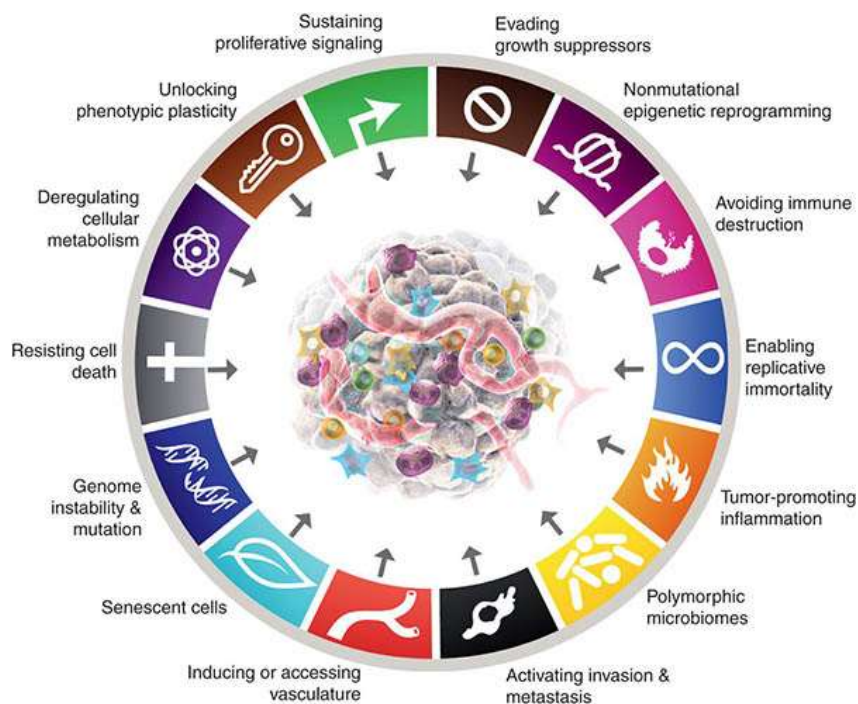 Sustaining
proliferative signaling
Evading
growth suppressors
Nonmutational
epigenetic reprogramming
Avoiding immune
destruction
Enabling
replicative
immortality
Tumor-promoting
inflammation
Polymorphic
microbiomes
Activating invasion &
metastasis
Inducing or accessing
vasculature
Senescent cells
Genome
instability &
mutation
Resisting cell
death
Deregulating
cellular
metabolism
Unlocking
phenotypic plasticity